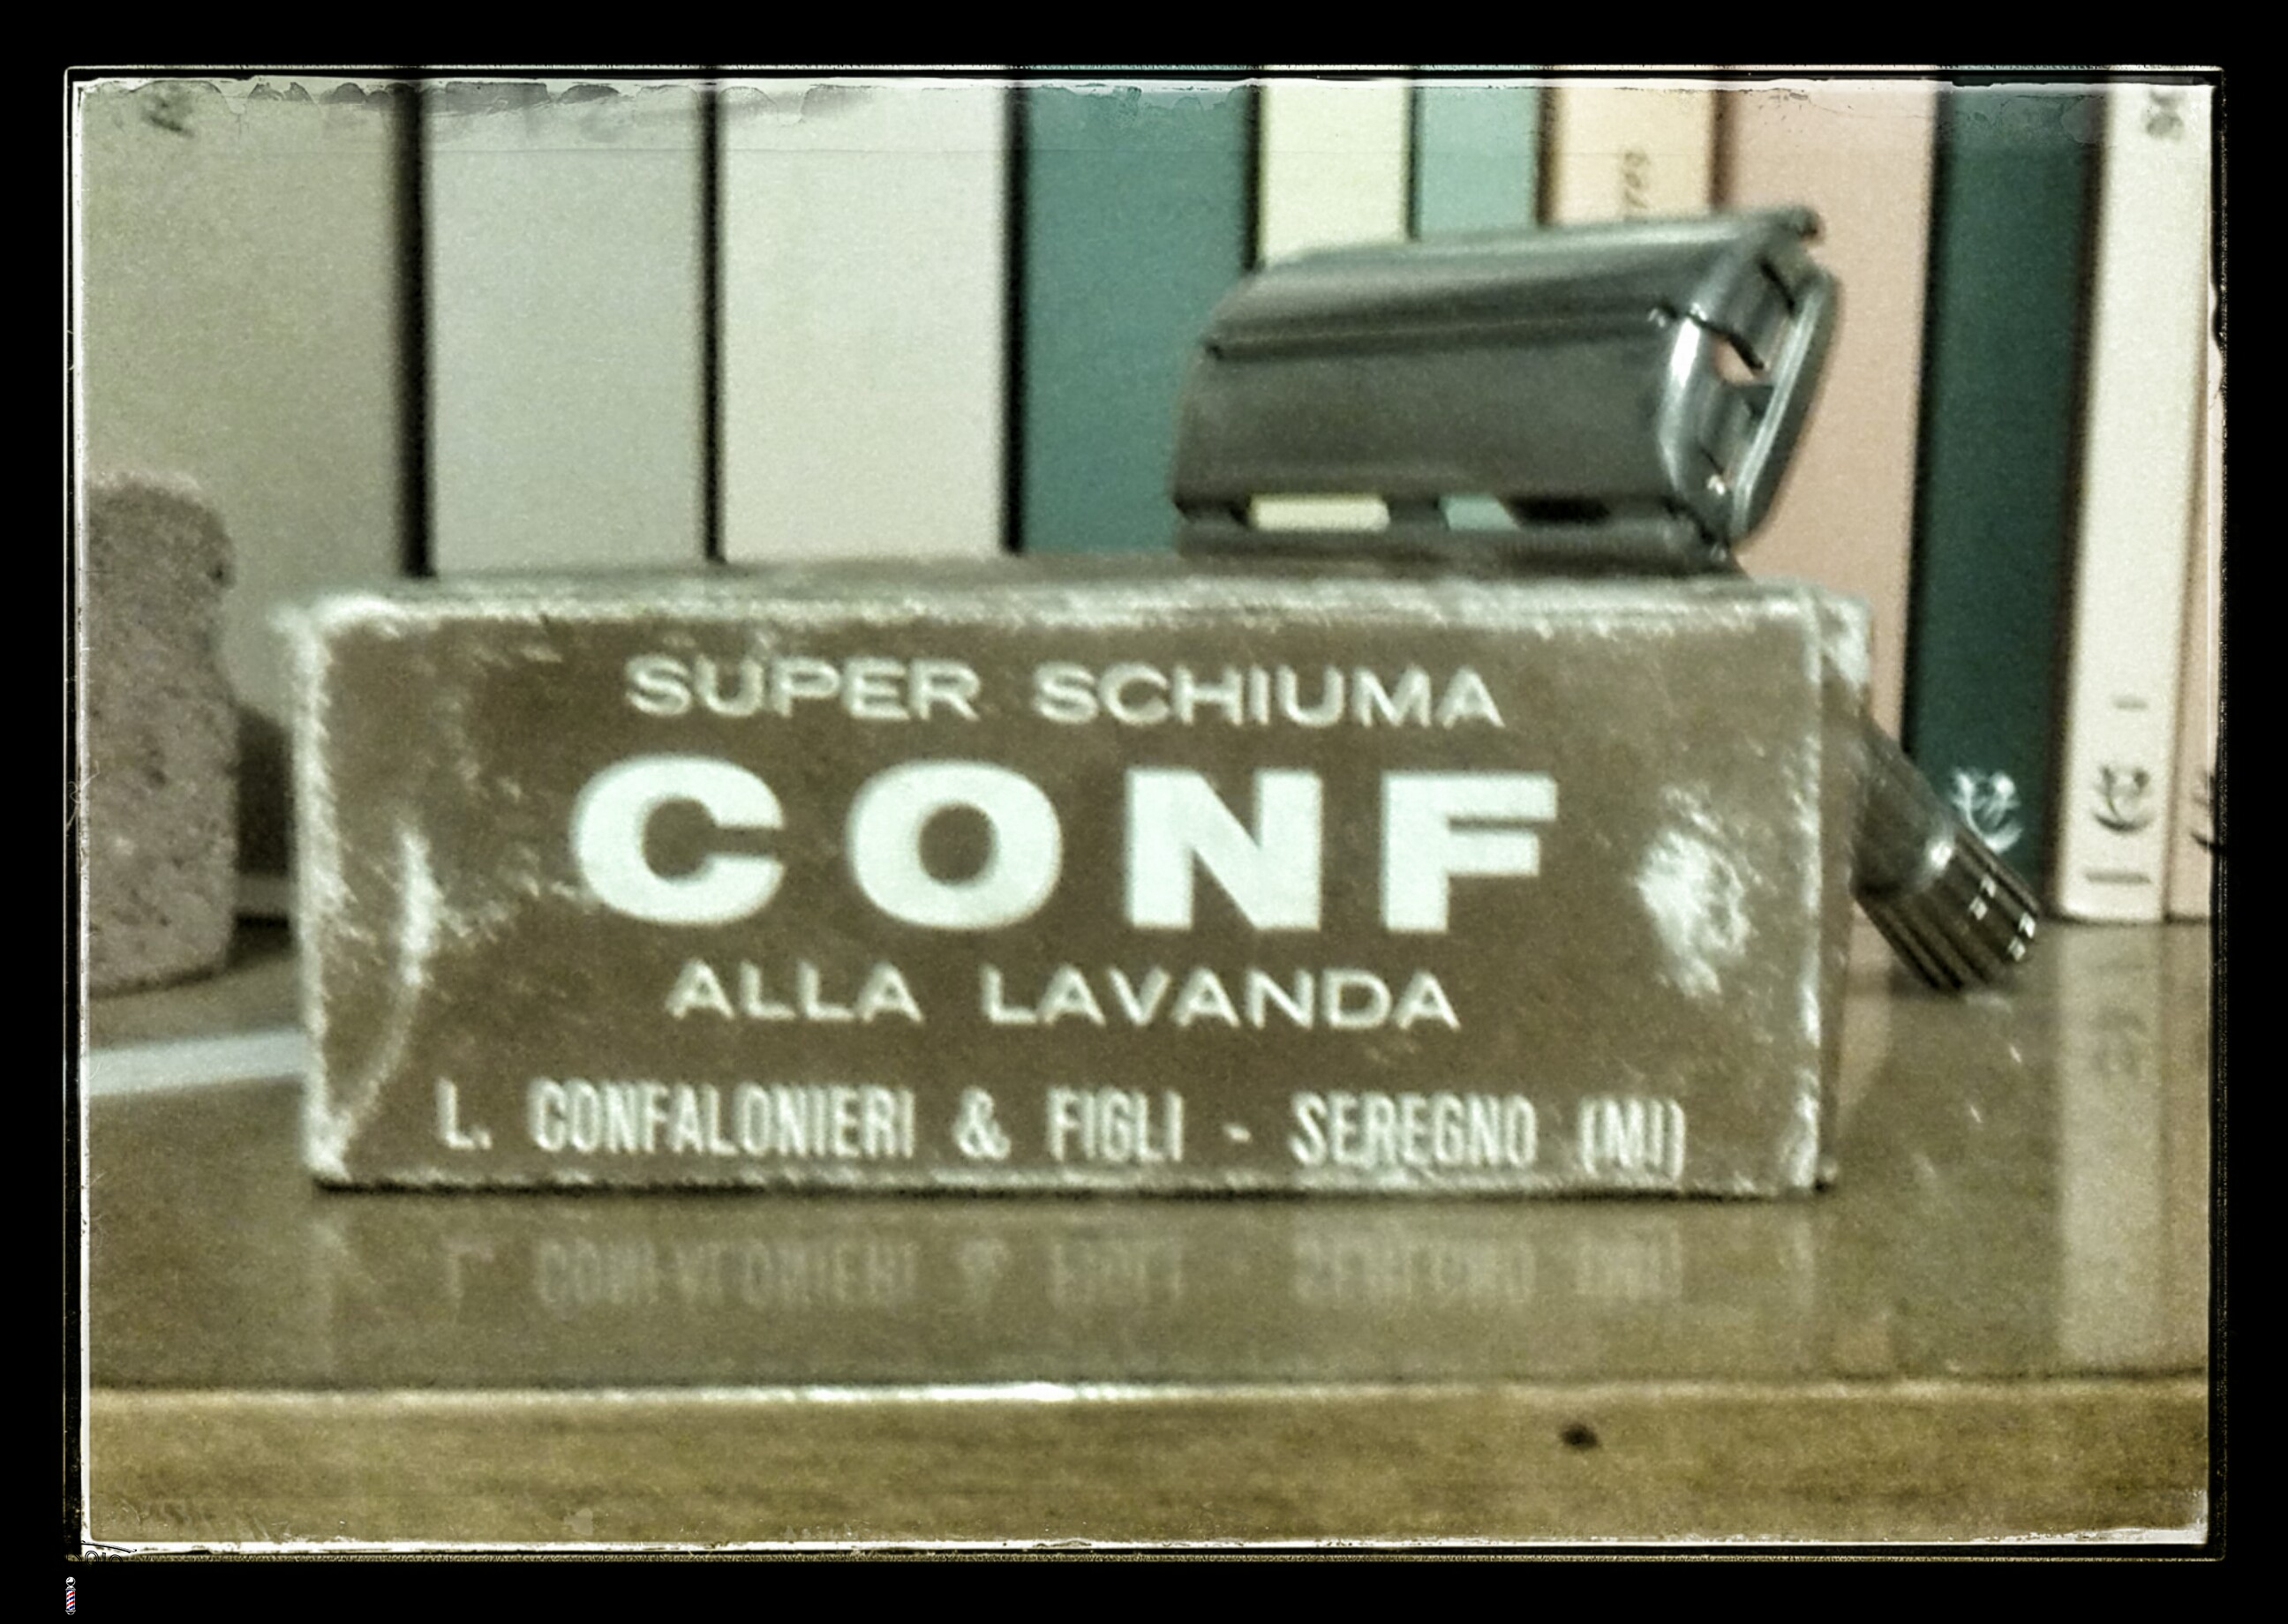 SUPER SCHIUMA
CONF
ALLA LAVANDA
L. CONFALONIERI & FIGLI - SEREGNO (MI)